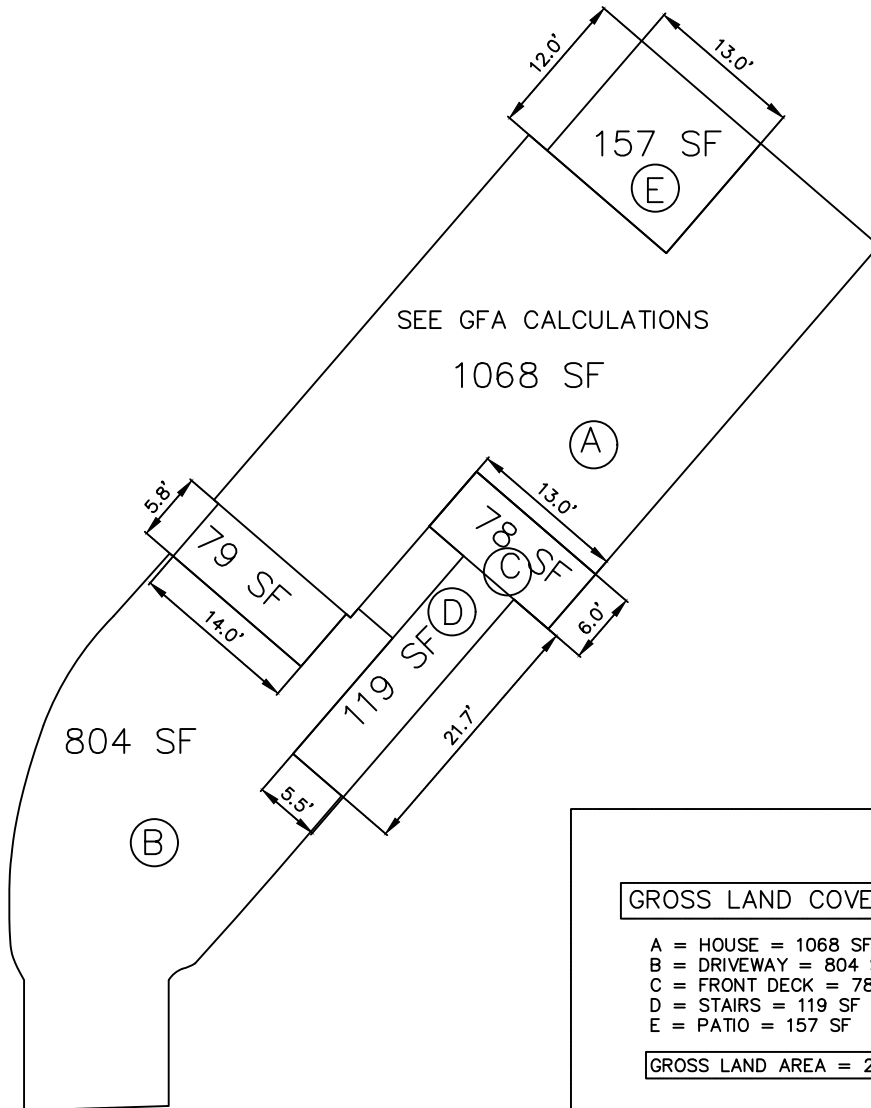 12.0'
13.0'
157 SF
E
SEE GFA CALCULATIONS
1068 SF
A
5.8'
13.0'
79 SF
78 SF
C
D
14.0'
6.0'
119 SF
21.7'
804 SF
5.5'
B
GROSS LAND COVE
A = HOUSE = 1068 SF
B = DRIVEWAY = 804
C = FRONT DECK = 78
D = STAIRS = 119 SF
E = PATIO = 157 SF
GROSS LAND AREA = 2